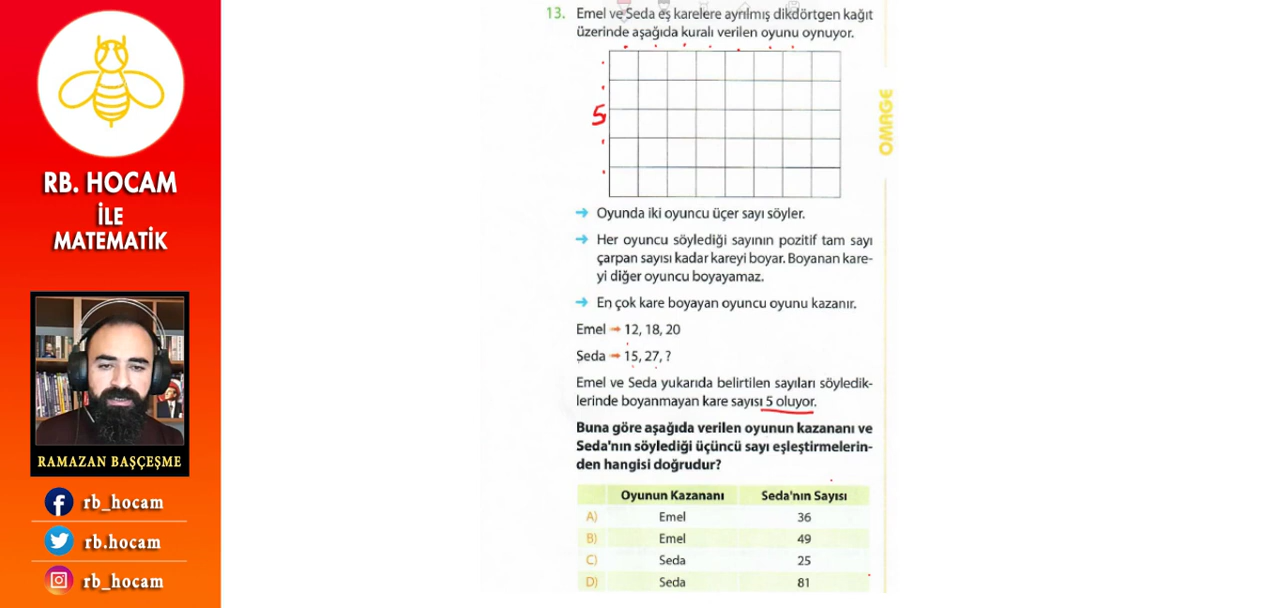 RB. HOCAM
İLE
MATEMATİK
RAMAZAN BAŞÇEŞME
rb_hocam
rb.hocam
rb_hocam
13. Emel ve Seda eş karelere ayrılmış dikdörtgen kağıt
üzerinde aşağıda kuralı verilen oyunu oynuyor.
5
OMAGE
➜ Oyunda iki oyuncu üçer sayı söyler.
➜ Her oyuncu söylediği sayının pozitif tam sayı
çarpan sayısı kadar kareyi boyar. Boyanan kare-
yi diğer oyuncu boyayamaz.
➜ En çok kare boyayan oyuncu oyunu kazanır.
Emel ➜ 12, 18, 20
Seda ➜ 15, 27, ?
Emel ve Seda yukarıda belirtilen sayıları söyledik-
lerinde boyanmayan kare sayısı 5 oluyor.
Buna göre aşağıda verilen oyunun kazananı ve
Seda'nın söylediği üçüncü sayı eşleştirmelerin-
den hangisi doğrudur?
Oyunun Kazananı Seda'nın Sayısı
A) Emel 36
B) Emel 49
C) Seda 25
D) Seda 81